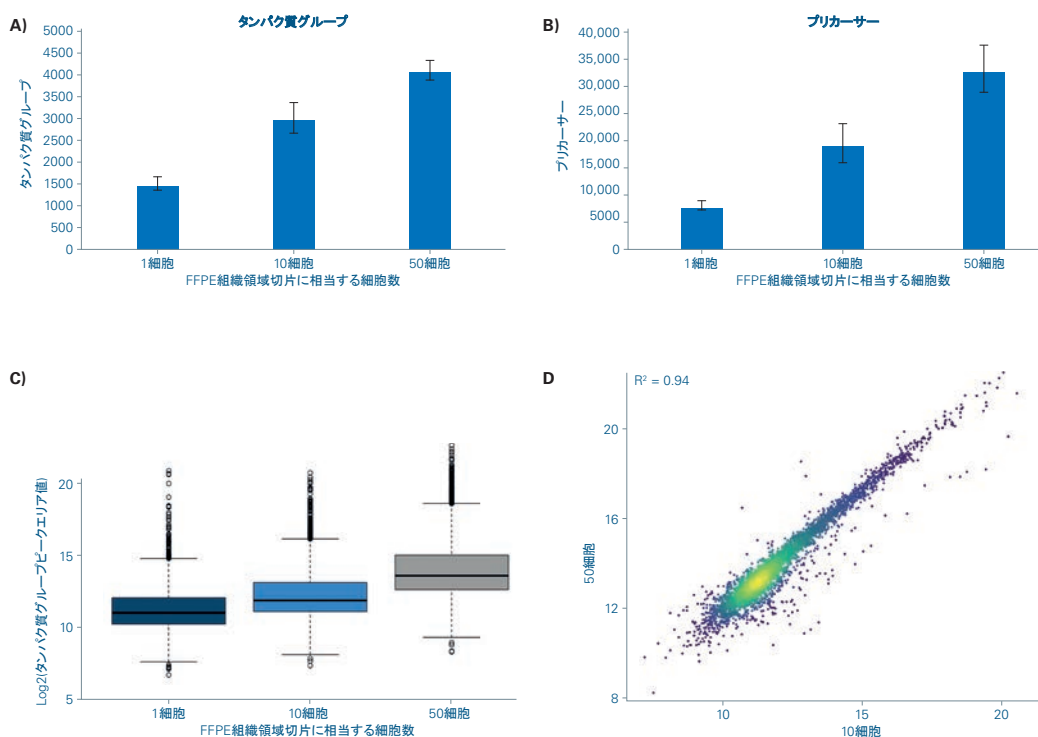 A)
タンパク質グループ
5000
4500
4000
3500
3000
2500
2000
1500
1000
500
0
タンパク質グループ
1細胞
10細胞
50細胞
FFPE組織領域切片に相当する細胞数
B)
プリカーサー
40,000
35,000
30,000
25,000
20,000
15,000
10,000
5000
0
プリカーサー
1細胞
10細胞
50細胞
FFPE組織領域切片に相当する細胞数
C)
20
15
10
5
Log2(タンパク質グループピークエリア値)
1細胞
10細胞
50細胞
FFPE組織領域切片に相当する細胞数
D
R² = 0.94
20
16
12
8
50細胞
10
15
20
10細胞